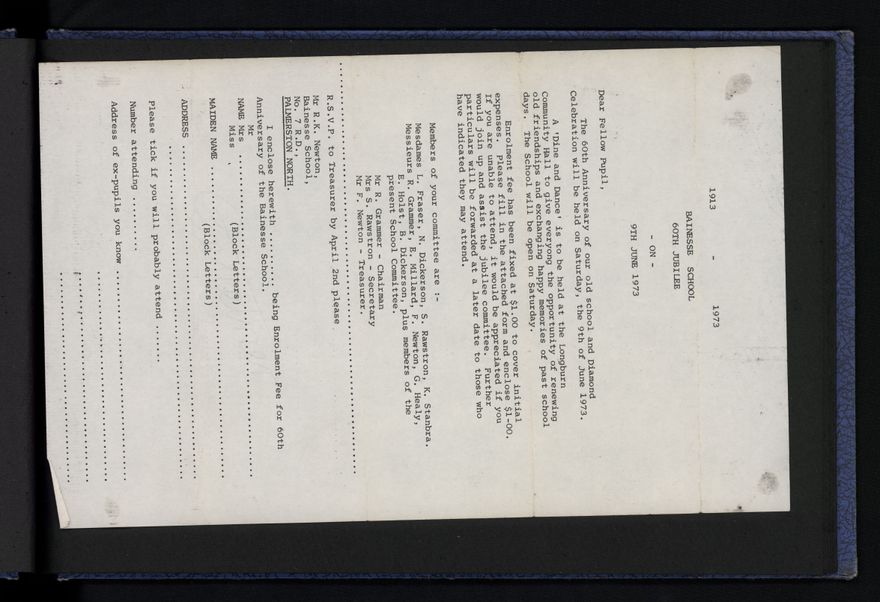 1913 - 1973
BAINESSE SCHOOL
60TH JUBILEE
- ON -
9TH JUNE 1973
Dear Fellow Pupil,
The 60th Anniversary of our old school and Diamond
Celebration will be held on Saturday, the 9th of June 1973.
A 'Dine and Dance' is to be held at the Longburn
Community Hall to give everyong the opportunity of renewing
old friendships and exchanging happy memories of past school
days. The School will be open on Saturday.
Enrolment fee has been fixed at $1.00 to cover initial
expenses. Please fill in the attached form and enclose $1-00.
If you are unable to attend, it would be appreciated if you
would join up and assist the jubilee committee. Further
particulars will be forwarded at a later date to those who
have indicated they may attend.
Members of your committee are :-
Mesdames L. Fraser, N. Dickerson, S. Rawstron, K. Stanbra.
Messieurs R. Grammer, E. Millard, F. Newton, G. Healy,
E. Holst, B. Dickerson, plus members of the
present School Committee.
Mr R. Grammer - Chairman
Mrs S. Rawstron - Secretary
Mr F. Newton - Treasurer.
R.S.V.P. to Treasurer by April 2nd please
Mr R.K. Newton,
Bainesse School,
No. 7 R.D.,
PALMERSTON NORTH.
I enclose herewith .......... being Enrolment Fee for 60th
Anniversary of the Bainesse School.
Mr
NAME Mrs ..............................
Miss (Block Letters)
MAIDEN NAME ..............................
(Block Letters)
ADDRESS ..............................
Please tick if you will probably attend ......
Number attending ..........
Address of ex-pupils you know ..............................